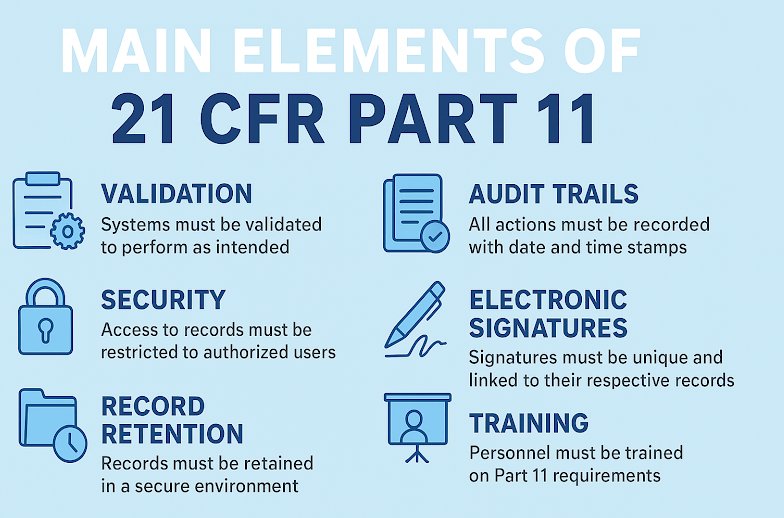 MAIN ELEMENTS OF
21 CFR PART 11
VALIDATION
Systems must be validated
to perform as intended
AUDIT TRAILS
All actions must be recorded
with date and time stamps
SECURITY
Access to records must be
restricted to authorized users
ELECTRONIC
SIGNATURES
Signatures must be unique and
linked to their respective records
RECORD
RETENTION
Records must be retained
in a secure environment
TRAINING
Personnel must be trained
on Part 11 requirements